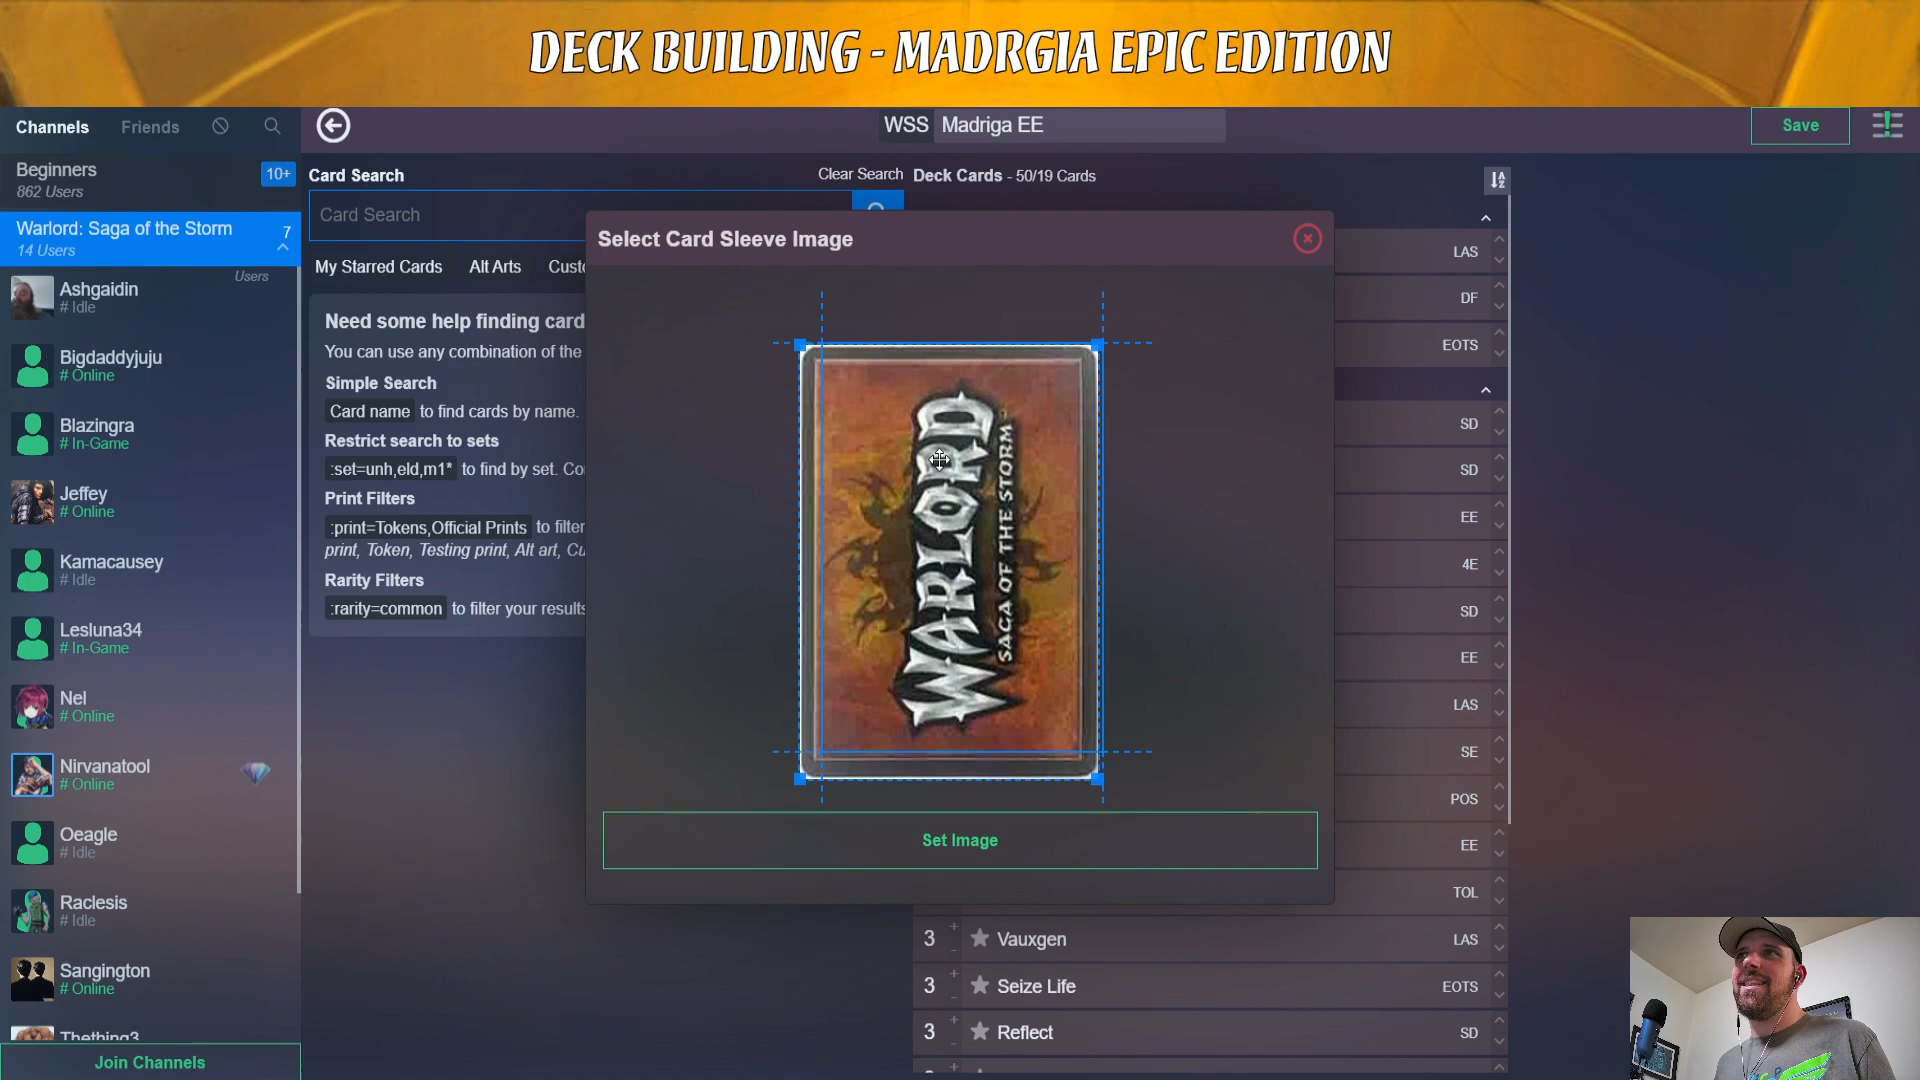 DECK BUILDING - MADRGIA EPIC EDITION
Channels
Friends
WSS Madriga EE
Save
Beginners
862 Users
10+
Warlord: Saga of the Storm
14 Users
7
Users
Ashgaidin
# Idle
Bigdaddyjuju
# Online
Blazingra
# In-Game
Jeffey
# Online
Kamacausey
# Idle
Lesluna34
# In-Game
Nel
# Online
Nirvanatool
# Online
Oeagle
# Idle
Raclesis
# Idle
Sangington
# Online
Thething3
Join Channels
Card Search
Clear Search
Card Search
My Starred Cards
Alt Arts
Need some help finding card
You can use any combination of the
Simple Search
Card name to find cards by name.
Restrict search to sets
:set=unh,eld,m1* to find by set. Co
Print Filters
:print=Tokens,Official Prints to filter
print, Token, Testing print, Alt art, Cu
Rarity Filters
:rarity=common to filter your results
Select Card Sleeve Image
WARLORD
SAGA OF THE STORM
Set Image
Deck Cards - 50/19 Cards
LAS
DF
EOTS
SD
SD
EE
4E
SD
EE
LAS
SE
POS
EE
TOL
3 Vauxgen LAS
3 Seize Life EOTS
3 Reflect SD